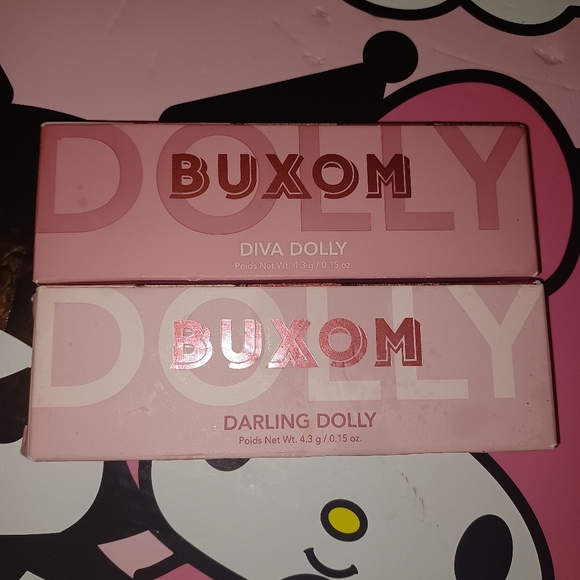 DOLLY
BUXOM
DIVA DOLLY
Poids Net Wt. 4.3 g / 0.15 oz.
DOLLY
BUXOM
DARLING DOLLY
Poids Net Wt. 4.3 g / 0.15 oz.